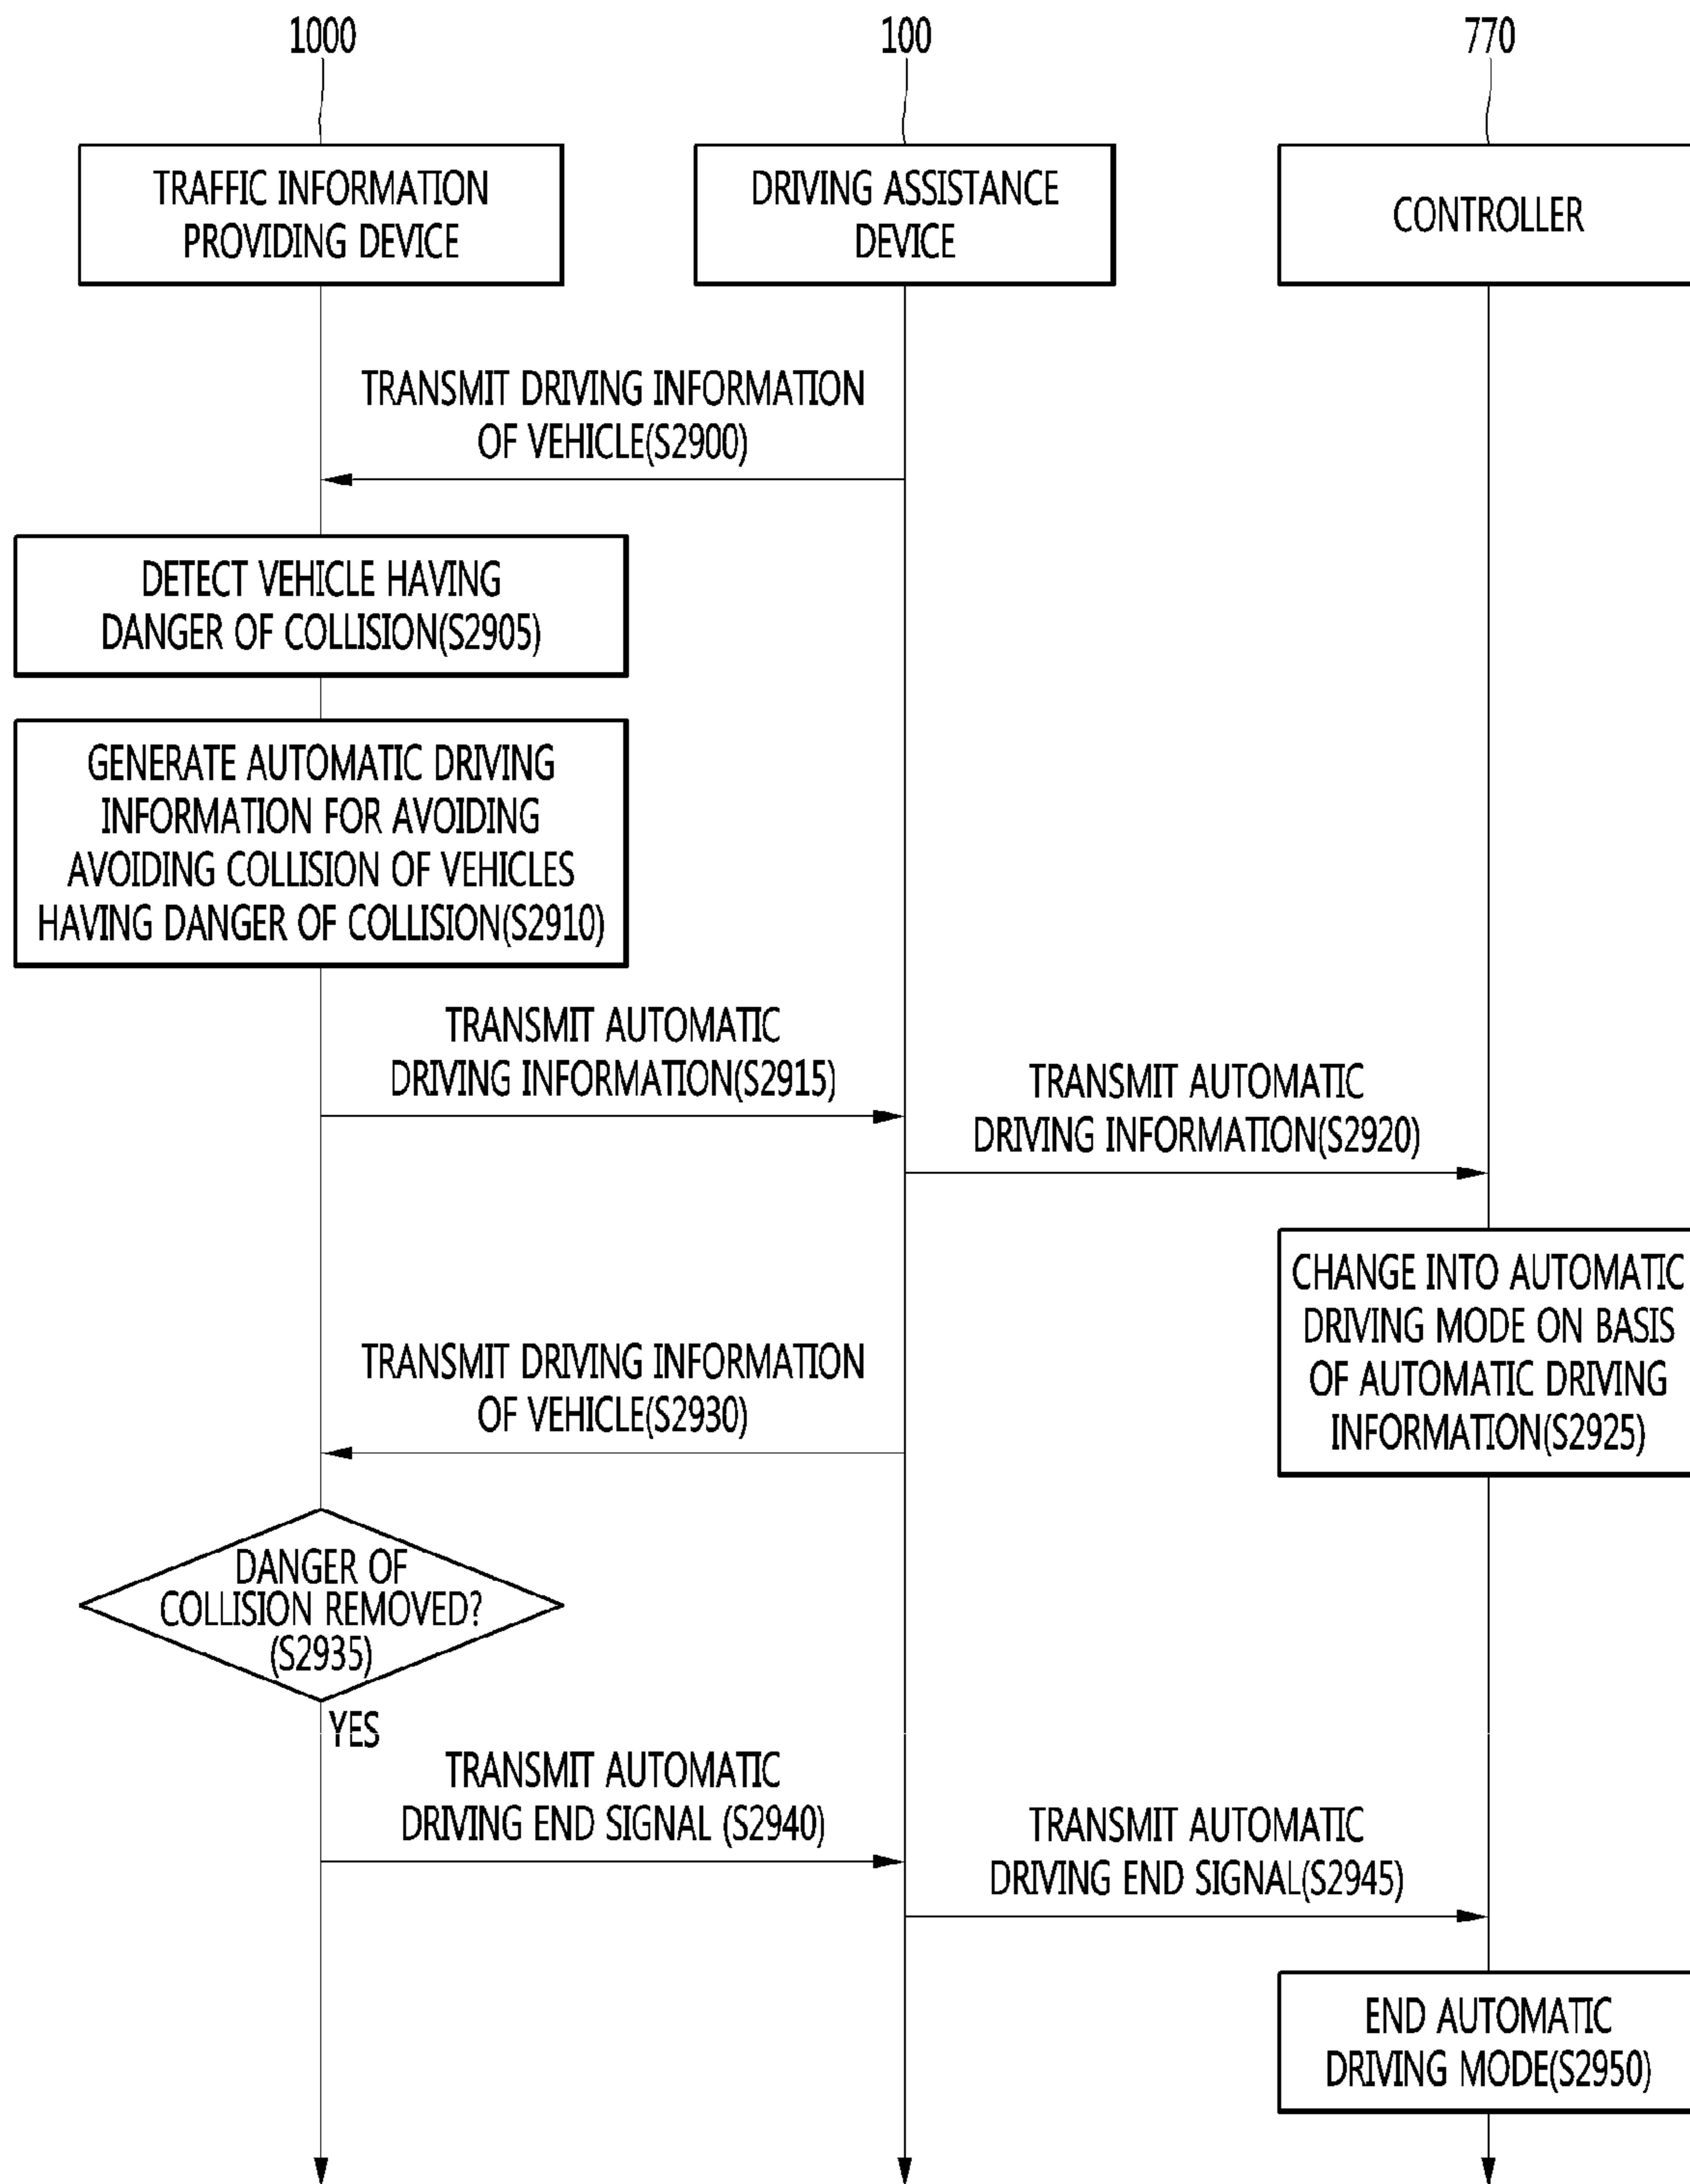 1000
100
770
TRAFFIC INFORMATION
PROVIDING DEVICE
DRIVING ASSISTANCE
DEVICE
CONTROLLER
TRANSMIT DRIVING INFORMATION
OF VEHICLE(S2900)
DETECT VEHICLE HAVING
DANGER OF COLLISION(S2905)
GENERATE AUTOMATIC DRIVING
INFORMATION FOR AVOIDING
AVOIDING COLLISION OF VEHICLES
HAVING DANGER OF COLLISION(S2910)
TRANSMIT AUTOMATIC
DRIVING INFORMATION(S2915)
TRANSMIT AUTOMATIC
DRIVING INFORMATION(S2920)
CHANGE INTO AUTOMATIC
DRIVING MODE ON BASIS
OF AUTOMATIC DRIVING
INFORMATION(S2925)
TRANSMIT DRIVING INFORMATION
OF VEHICLE(S2930)
DANGER OF
COLLISION REMOVED?
(S2935)
YES
TRANSMIT AUTOMATIC
DRIVING END SIGNAL (S2940)
TRANSMIT AUTOMATIC
DRIVING END SIGNAL(S2945)
END AUTOMATIC
DRIVING MODE(S2950)